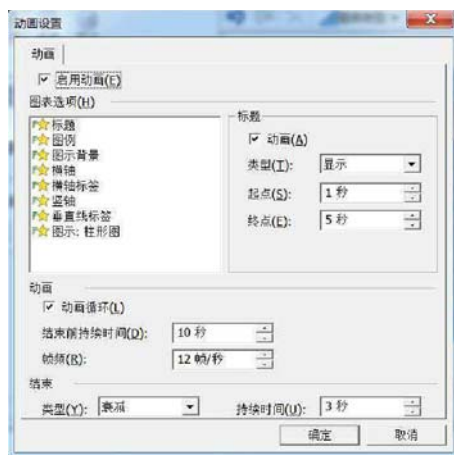 动画设置
动画
启用动画(E)
图表选项(H)
标题
图例
图示背景
横轴
横轴标签
竖轴
垂直线标签
图示: 柱形图
标题
动画(A)
类型(T): 显示
起点(S): 1 秒
终点(E): 5 秒
动画
动画循环(L)
结束前持续时间(D): 10 秒
帧频(R): 12 帧/秒
结束
类型(Y): 衰减 持续时间(U): 3 秒
确定 取消